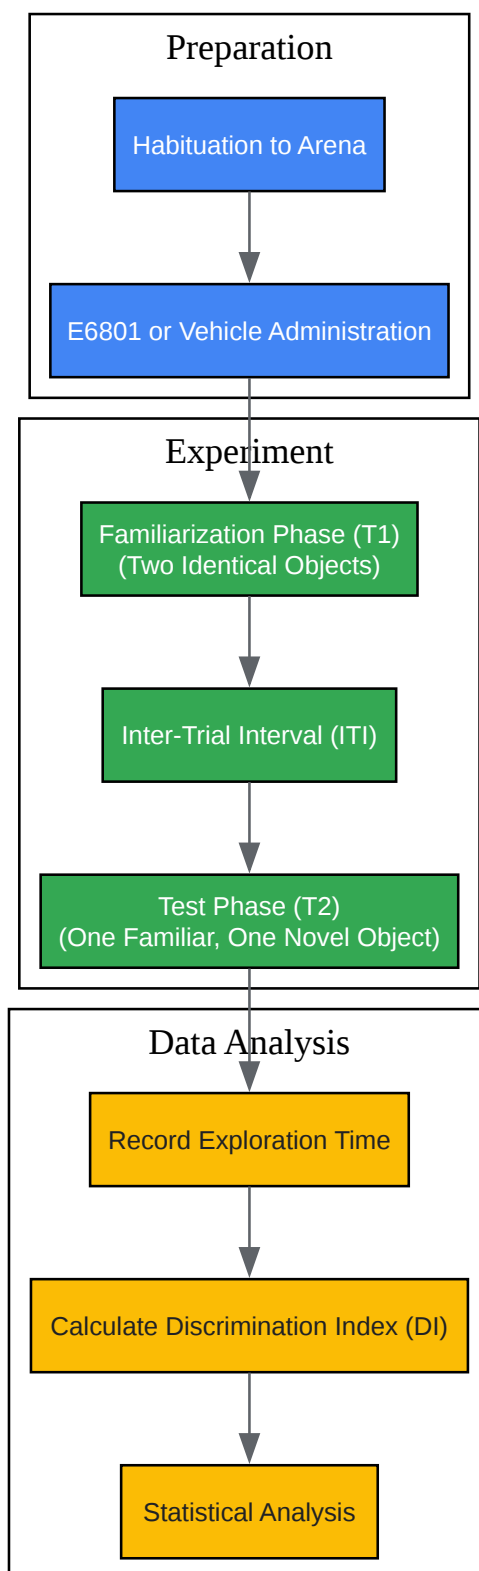 Preparation
Habituation to Arena
E6801 or Vehicle Administration
Experiment
Familiarization Phase (T1)
(Two Identical Objects)
Inter-Trial Interval (ITI)
Test Phase (T2)
(One Familiar, One Novel Object)
Data Analysis
Record Exploration Time
Calculate Discrimination Index (DI)
Statistical Analysis